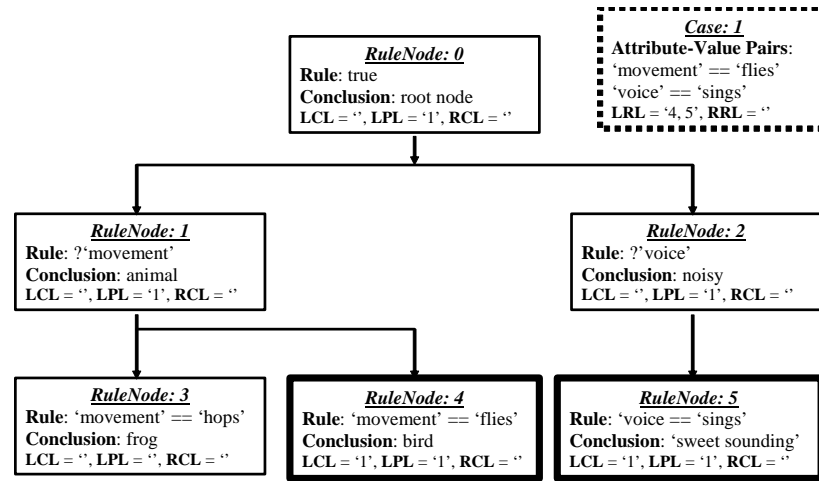 RuleNode: 0
Rule: true
Conclusion: root node
LCL = ‘’, LPL = ‘1’, RCL = ‘’
Case: 1
Attribute-Value Pairs:
‘movement’ == ‘flies’
‘voice’ == ‘sings’
LRL = ‘4, 5’, RRL = ‘’
RuleNode: 1
Rule: ?‘movement’
Conclusion: animal
LCL = ‘’, LPL = ‘1’, RCL = ‘’
RuleNode: 2
Rule: ?’voice’
Conclusion: noisy
LCL = ‘’, LPL = ‘1’, RCL = ‘’
RuleNode: 3
Rule: ‘movement’ == ‘hops’
Conclusion: frog
LCL = ‘’, LPL = ‘’, RCL = ‘’
RuleNode: 4
Rule: ‘movement’ == ‘flies’
Conclusion: bird
LCL = ‘1’, LPL = ‘1’, RCL = ‘’
RuleNode: 5
Rule: ‘voice == ‘sings’
Conclusion: ‘sweet sounding’
LCL = ‘1’, LPL = ‘1’, RCL = ‘’